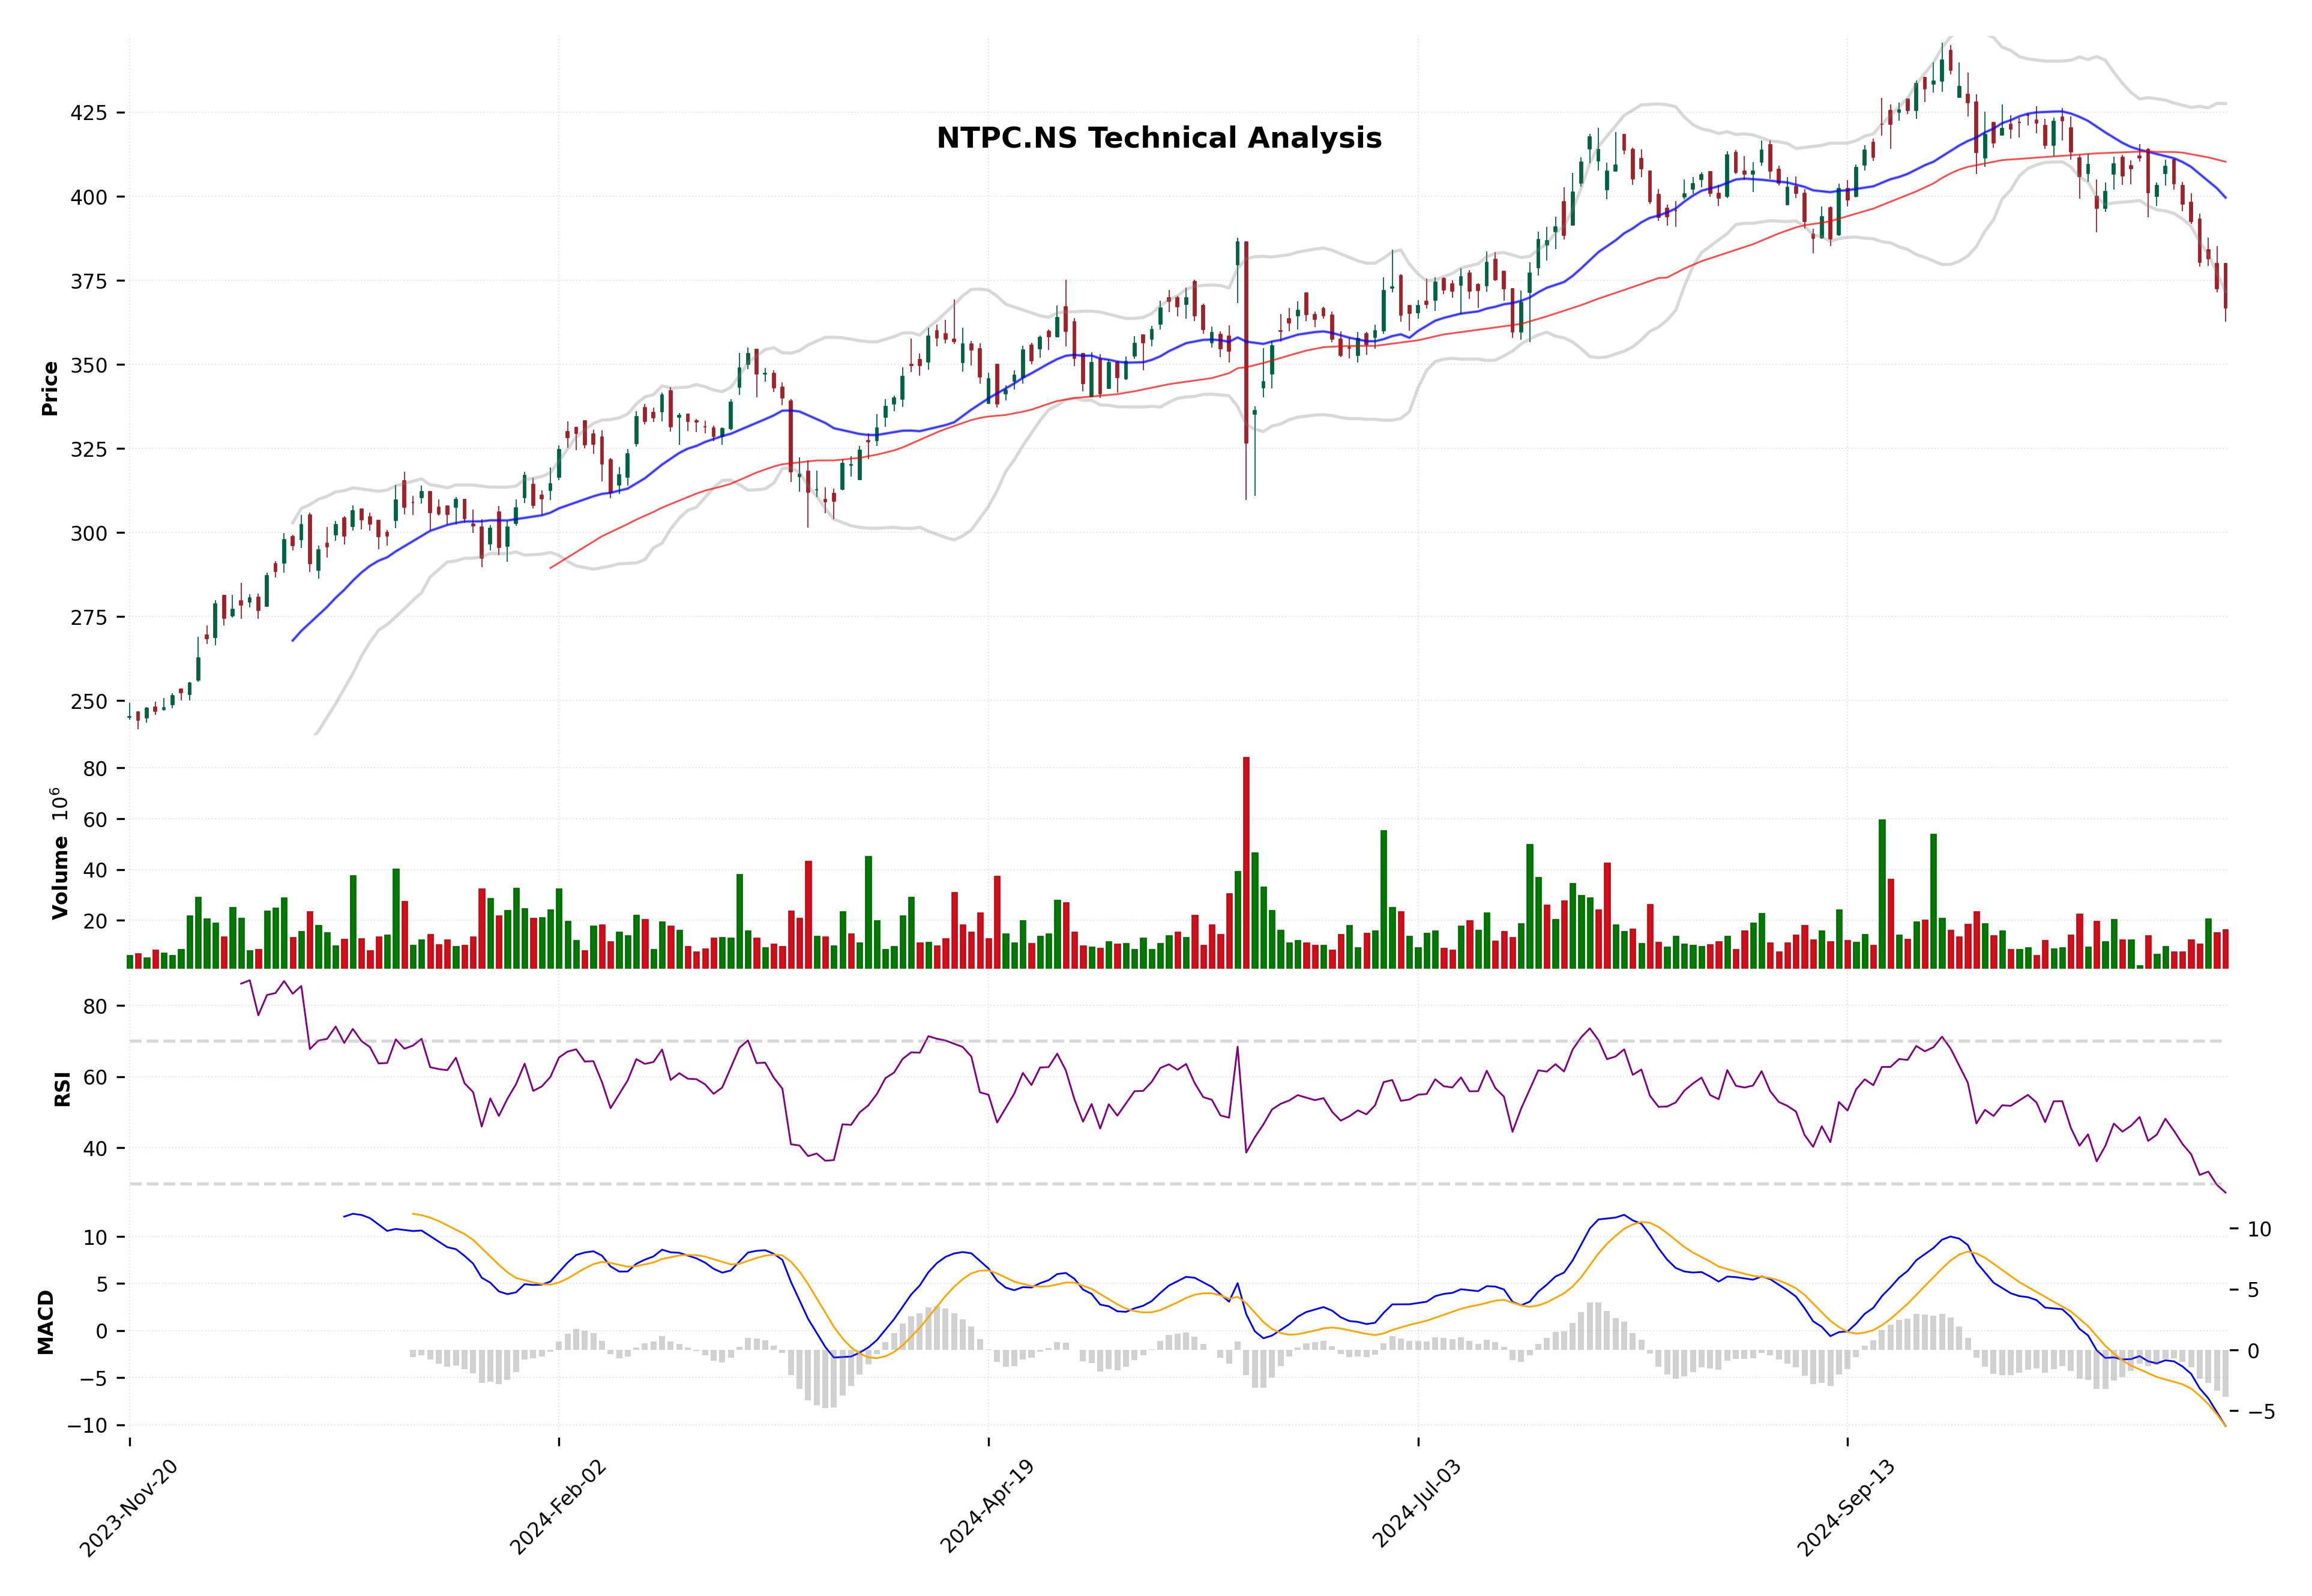 NTPC.NS Technical Analysis
Price
425
400
375
350
325
300
275
250
Volume 10⁶
80
60
40
20
RSI
80
60
40
MACD
10
5
0
−5
−10
10
5
0
−5
2023-Nov-20
2024-Feb-02
2024-Apr-19
2024-Jul-03
2024-Sep-13